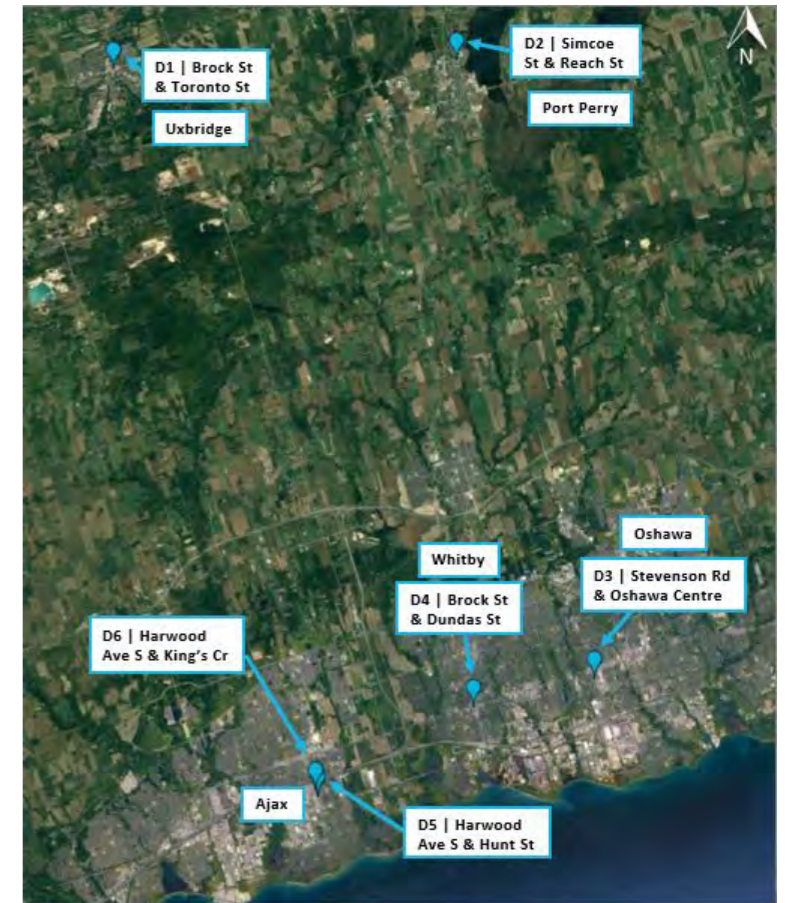 N
D1 | Brock St
& Toronto St
Uxbridge
D2 | Simcoe
St & Reach St
Port Perry
Oshawa
D3 | Stevenson Rd
& Oshawa Centre
Whitby
D4 | Brock St
& Dundas St
D6 | Harwood
Ave S & King's Cr
Ajax
D5 | Harwood
Ave S & Hunt St